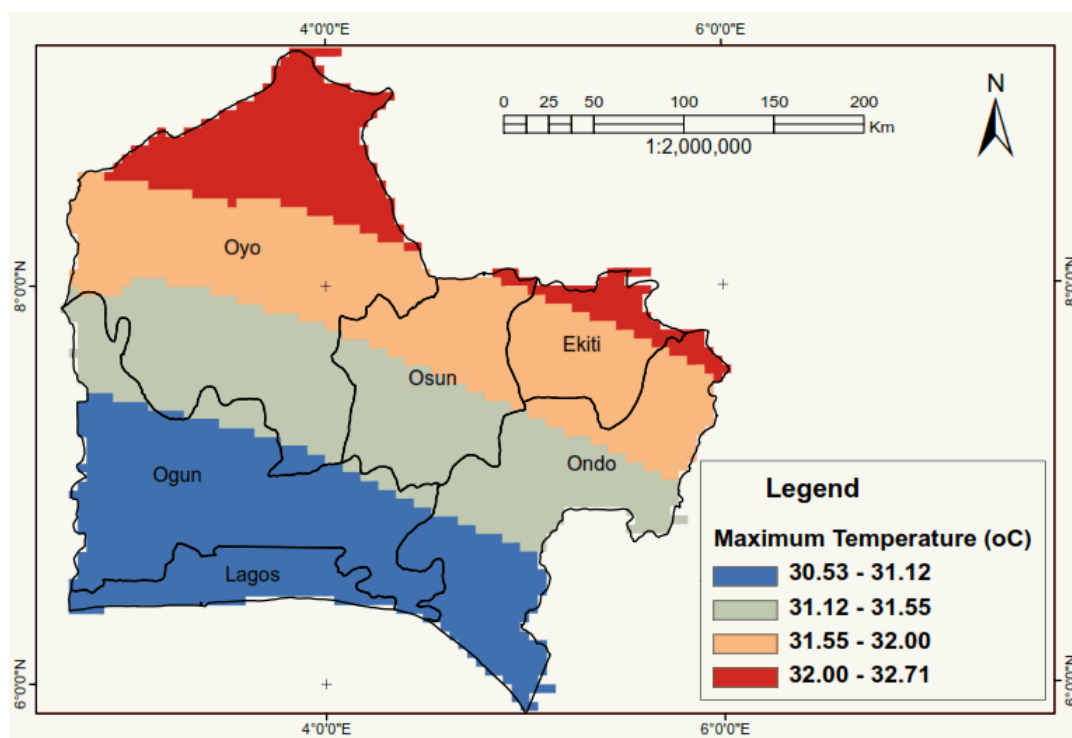 4°0'0"E 6°0'0"E
N
0 25 50 100 150 200
Km
1:2,000,000
8°0'0"N 8°0'0"N
Oyo
Ekiti
Osun
Ogun
Ondo
Lagos
Legend
Maximum Temperature (oC)
30.53 - 31.12
31.12 - 31.55
31.55 - 32.00
32.00 - 32.71
6°0'0"N 6°0'0"N
4°0'0"E 6°0'0"E